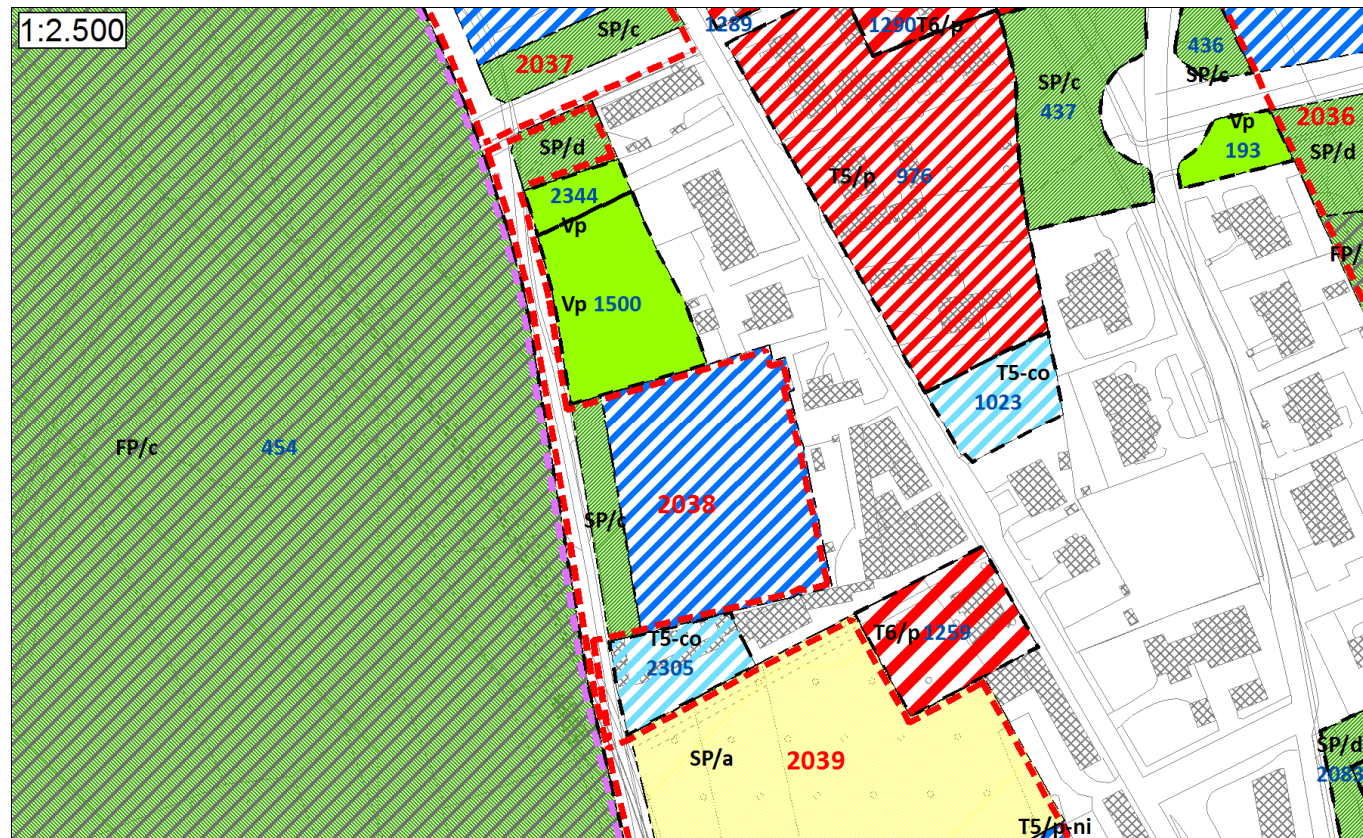 1:2.500
SP/c
1289
1290 T6/p
2037
436
SP/c
SP/c
437
2036
Vp
193
SP/d
SP/d
T5/p 976
2344
Vp
FP/
Vp 1500
T5-co
1023
FP/c 454
2038
SP/c
T5-co
2305
T6/p 1259
SP/a
2039
SP/d
2083
T5/p-ni